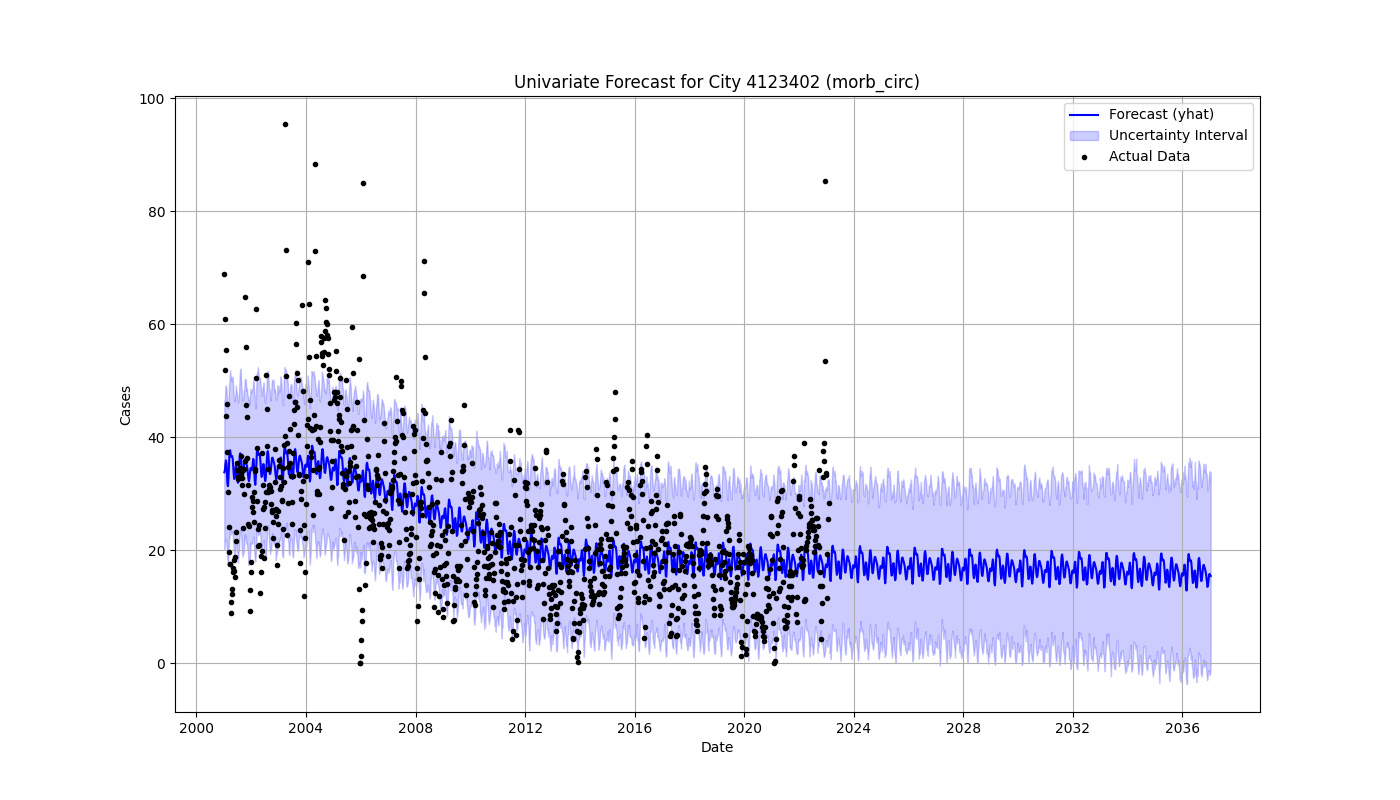 Univariate Forecast for City 4123402 (morb_circ)
Forecast (yhat)
Uncertainty Interval
Actual Data
Cases
100
80
60
40
20
0
2000 2004 2008 2012 2016 2020 2024 2028 2032 2036
Date